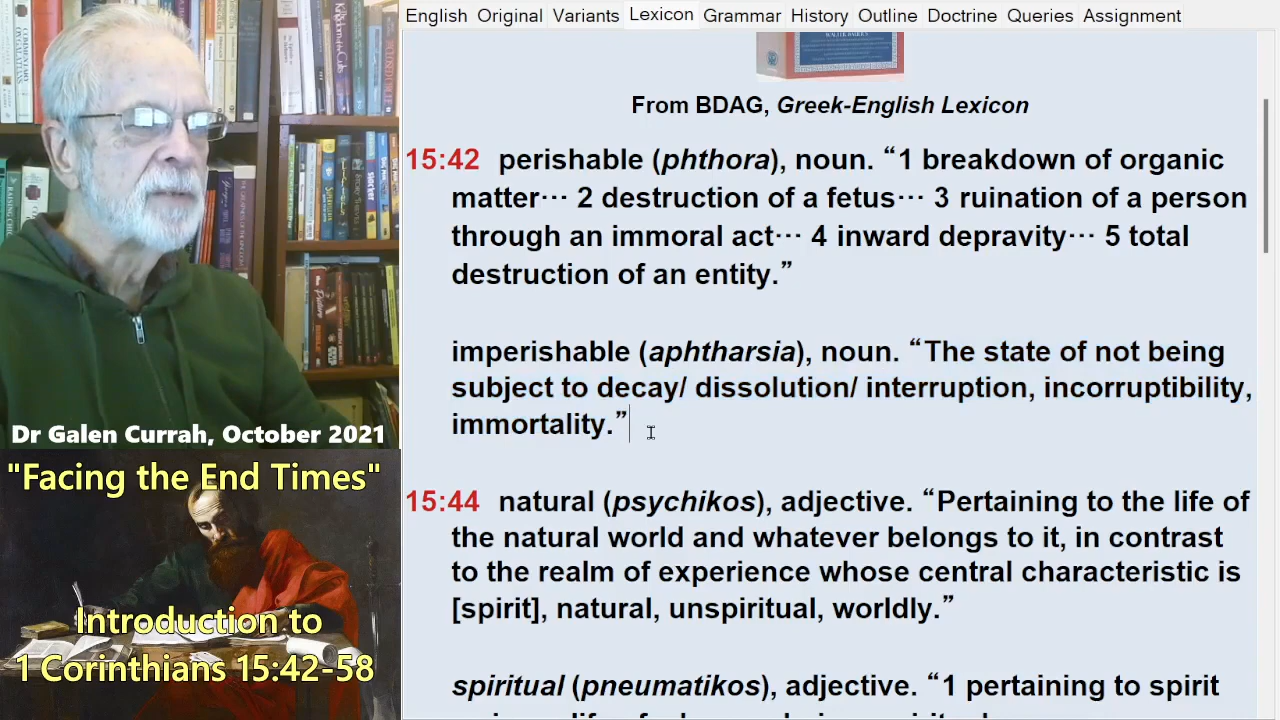 English Original Variants Lexicon Grammar History Outline Doctrine Queries Assignment
From BDAG, Greek-English Lexicon
15:42 perishable (phthora), noun. “1 breakdown of organic
matter··· 2 destruction of a fetus··· 3 ruination of a person
through an immoral act··· 4 inward depravity··· 5 total
destruction of an entity.”
imperishable (aphtharsia), noun. “The state of not being
subject to decay/ dissolution/ interruption, incorruptibility,
immortality.”
15:44 natural (psychikos), adjective. “Pertaining to the life of
the natural world and whatever belongs to it, in contrast
to the realm of experience whose central characteristic is
[spirit], natural, unspiritual, worldly.”
spiritual (pneumatikos), adjective. “1 pertaining to spirit
Dr Galen Currah, October 2021
"Facing the End Times"
Introduction to
1 Corinthians 15:42-58